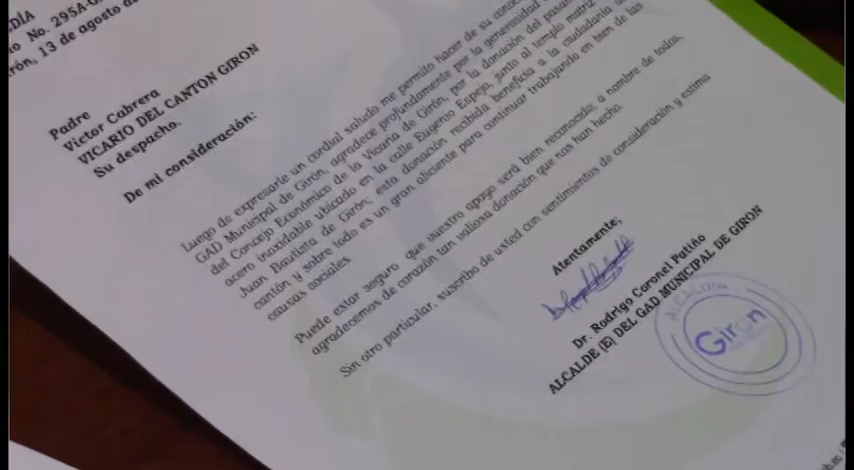 DÍA
No. 295A-
13 de agosto de
Padre
Victor Cabrera
VICARIO DEL CANTON GIRON
Su despacho.
De mi consideración:
Luego de expresarle un cordial saludo me permito hacer de su
GAD Municipal de Girón, agradece profundamente por la generosidad
del Concejo Económico de la Vicaria de Girón, por la donación del
acero inoxidable ubicado en la calle Eugenio Espejo, junto al templo matriz
Juan Bautista de Girón; esta donación recibida beneficia a la ciudadanía
cantón y sobre todo es un gran aliciente para continuar trabajando en bien de las
causas sociales.
Puede estar seguro que vuestro apoyo será bien reconocido, a nombre de todos,
agradecemos de corazón tan valiosa donación que nos han hecho.
Sin otro particular, suscribo de usted con sentimientos de consideración y estima
Atentamente;
Dr. Rodrigo Coronel Patiño
ALCALDE (E) DEL GAD MUNICIPAL DE GIRON
ALCALDIA
Girón